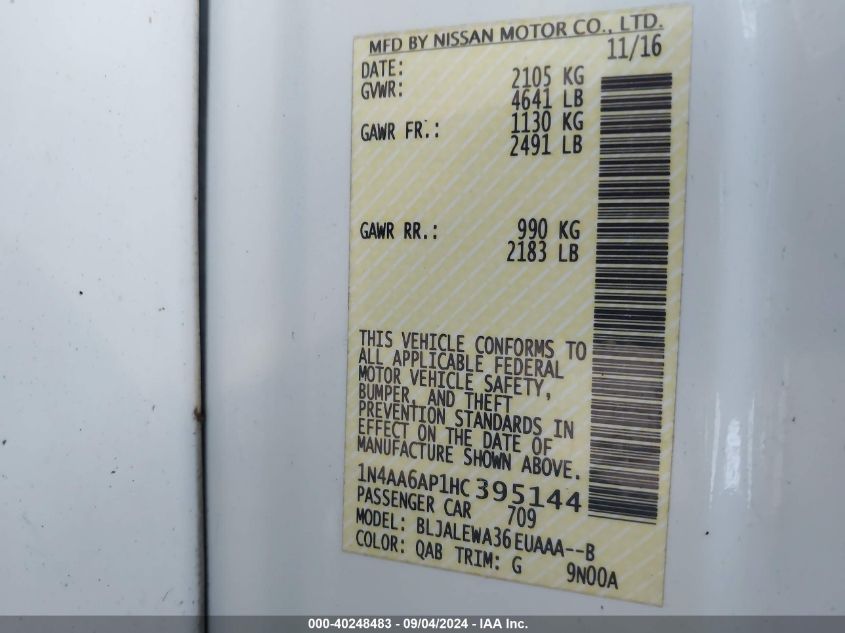 MFD BY NISSAN MOTOR CO., LTD.
DATE: 11/16
GVWR: 2105 KG
4641 LB
GAWR FR.: 1130 KG
2491 LB
GAWR RR.: 990 KG
2183 LB
THIS VEHICLE CONFORMS TO
ALL APPLICABLE FEDERAL
MOTOR VEHICLE SAFETY,
BUMPER, AND THEFT
PREVENTION STANDARDS IN
EFFECT ON THE DATE OF
MANUFACTURE SHOWN ABOVE.
1N4AA6AP1HC395144
PASSENGER CAR 709
MODEL: BLJALEWA36EUAAA--B
COLOR: QAB TRIM: G 9N00A
000-40248483 - 09/04/2024 - IAA Inc.